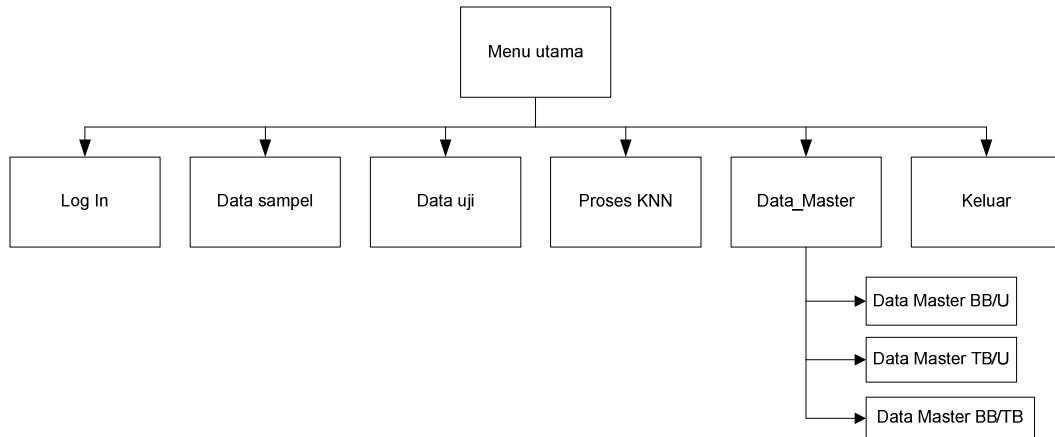 Menu utama
Log In
Data sampel
Data uji
Proses KNN
Data_Master
Keluar
Data Master BB/U
Data Master TB/U
Data Master BB/TB